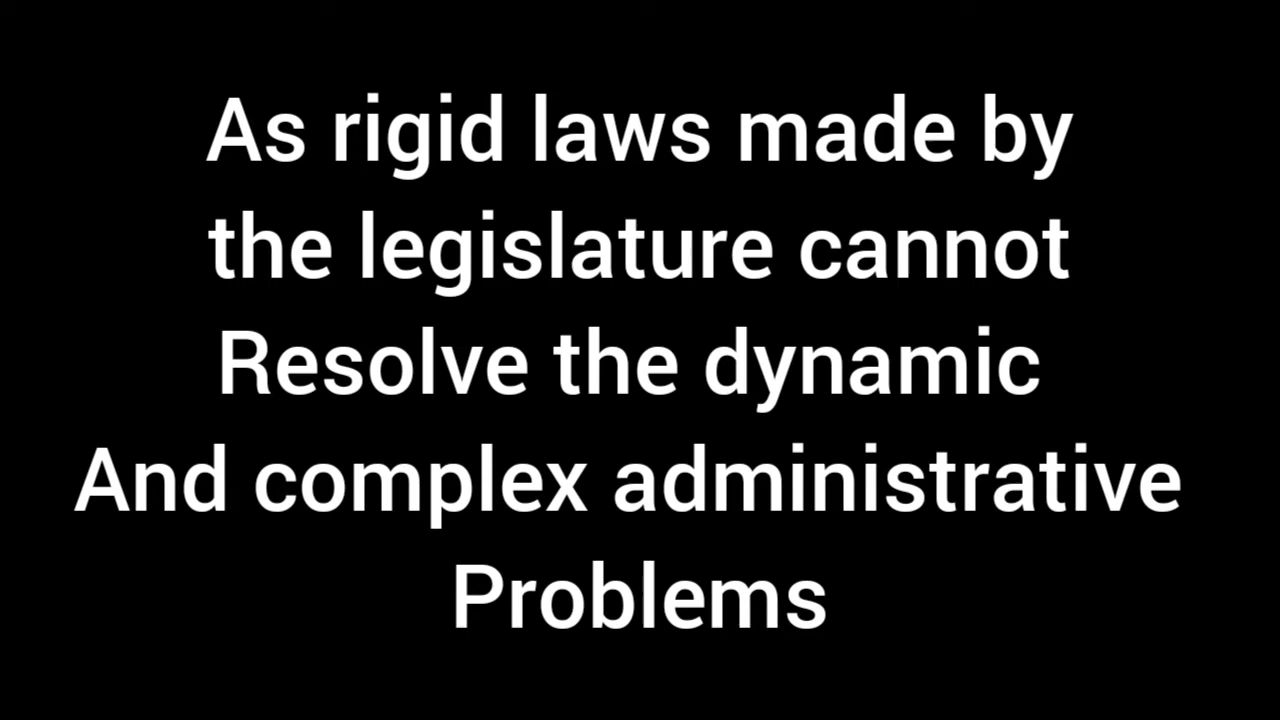 As rigid laws made by
the legislature cannot
Resolve the dynamic
And complex administrative
Problems